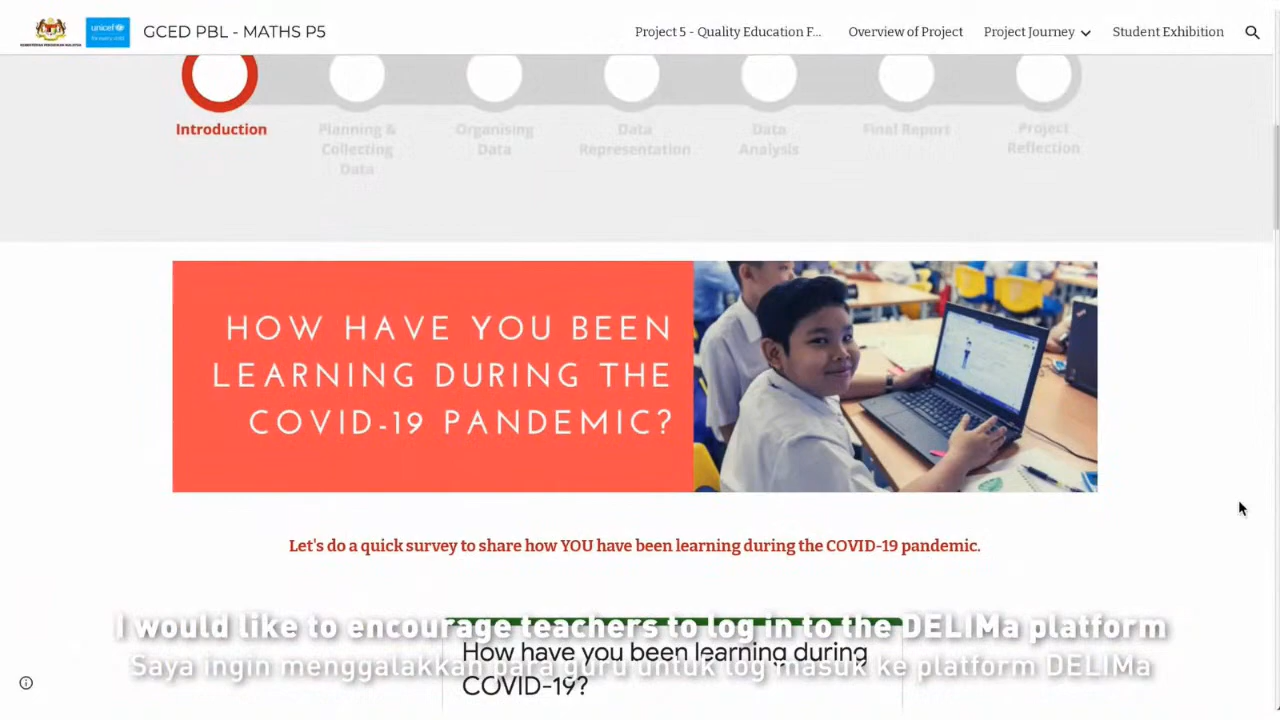 unicef
GCED PBL - MATHS P5
Project 5 - Quality Education F...
Overview of Project
Project Journey
Student Exhibition
Introduction
Planning &
Collecting
Data
Organising
Data
Data
Representation
Data
Analysis
Final Report
Project
Reflection
HOW HAVE YOU BEEN
LEARNING DURING THE
COVID-19 PANDEMIC?
Let's do a quick survey to share how YOU have been learning during the COVID-19 pandemic.
I would like to encourage teachers to log in to the DELIMa platform
Saya ingin menggalakkan para guru untuk log masuk ke platform DELIMa
How have you been learning during
COVID-19?